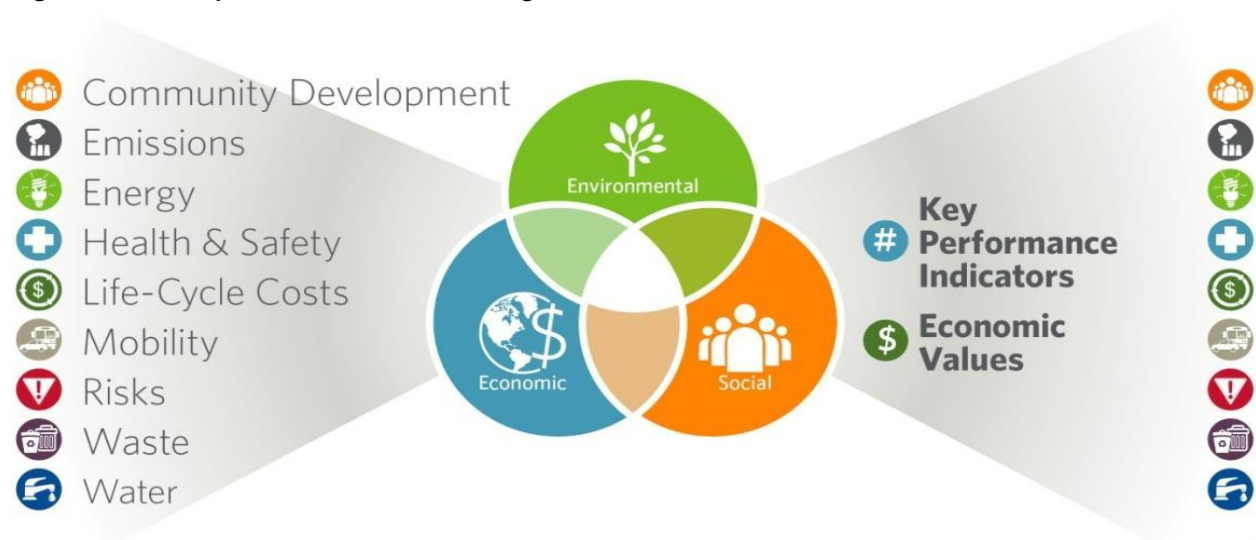 Community Development
Emissions
Energy
Health & Safety
Life-Cycle Costs
Mobility
Risks
Waste
Water
Environmental
Economic
$
Social
#
Key
Performance
Indicators
$
Economic
Values